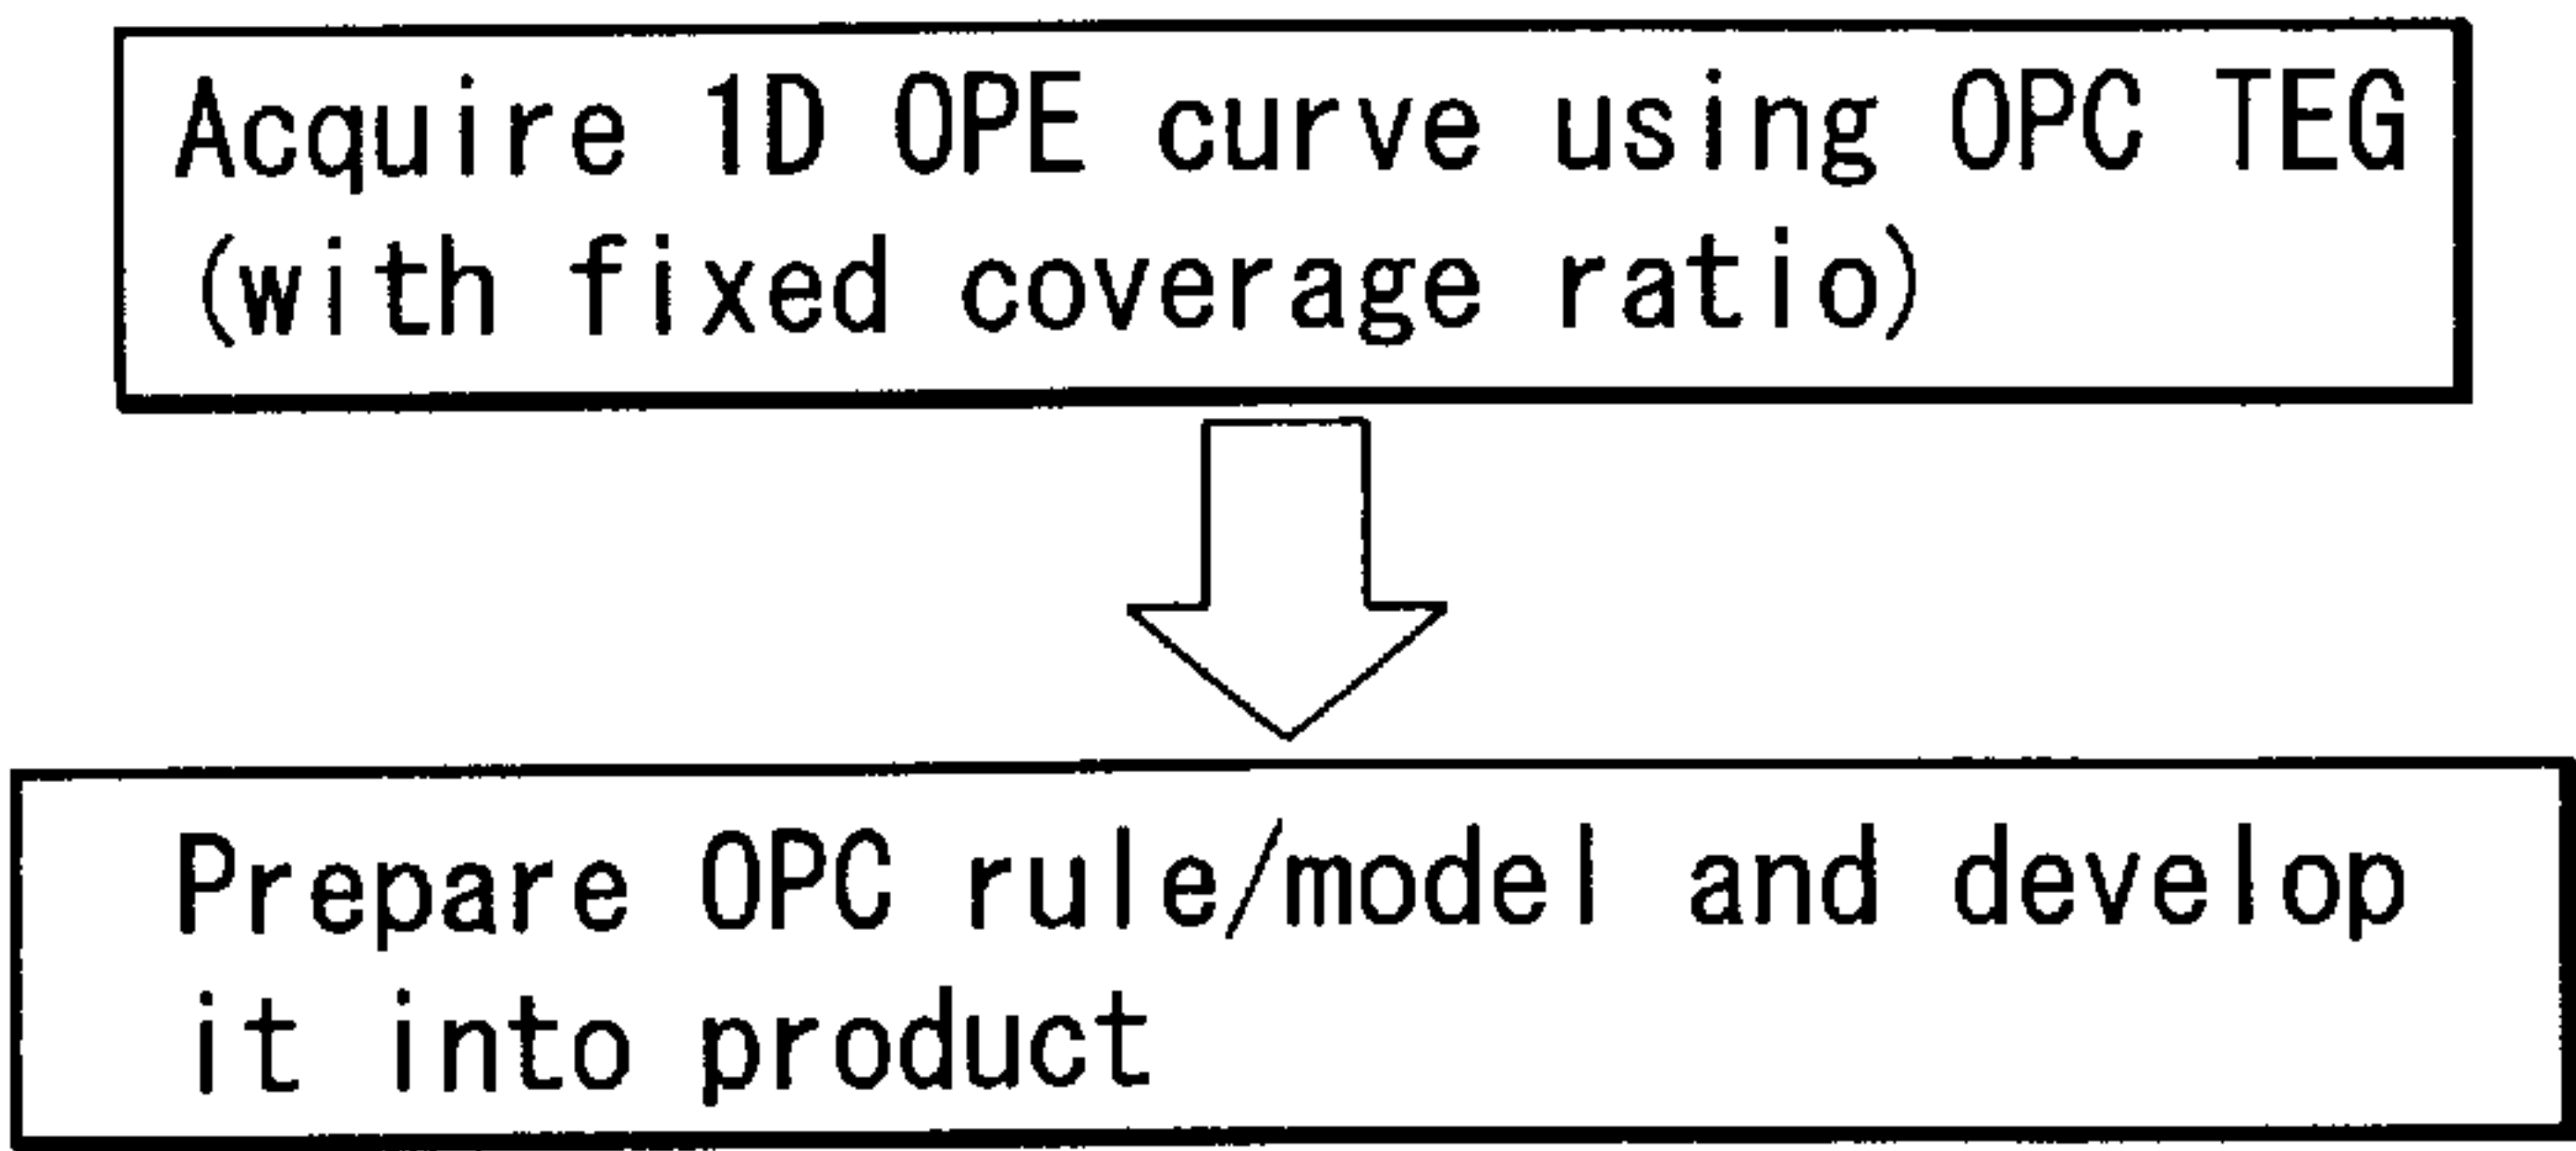 Acquire 1D OPE curve using OPC TEG
(with fixed coverage ratio)
Prepare OPC rule/model and develop
it into product